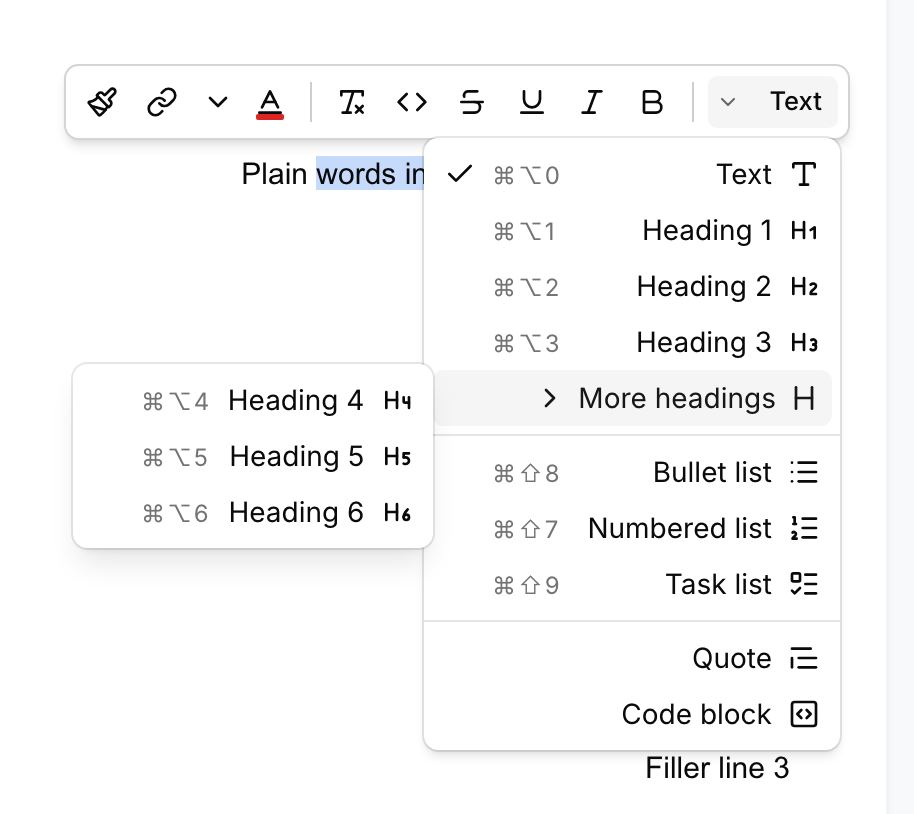 Text
Plain words in
⌘⌥0 Text
⌘⌥1 Heading 1 H1
⌘⌥2 Heading 2 H2
⌘⌥3 Heading 3 H3
More headings H
⌘⌥4 Heading 4 H4
⌘⌥5 Heading 5 H5
⌘⌥6 Heading 6 H6
⌘⇧8 Bullet list
⌘⇧7 Numbered list
⌘⇧9 Task list
Quote
Code block
Filler line 3